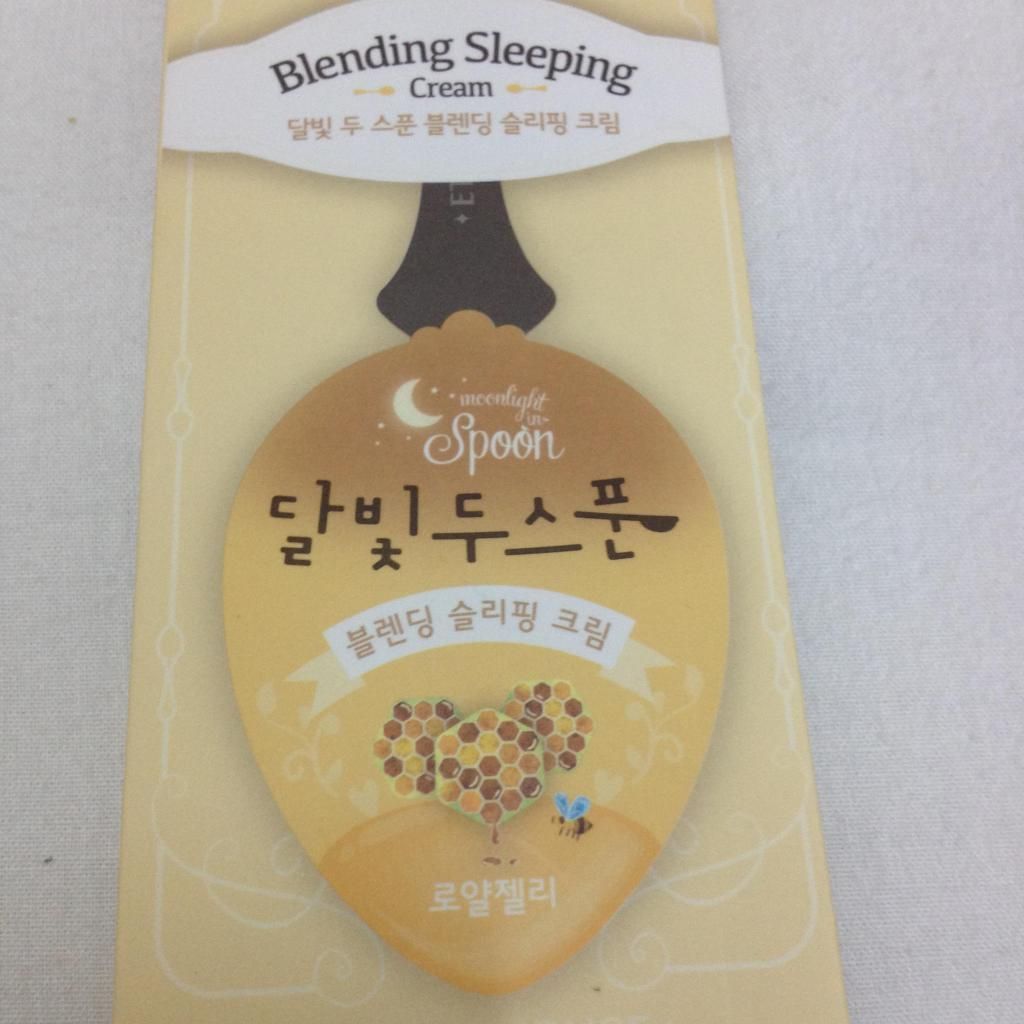 Blending Sleeping
Cream
달빛 두 스푼 블렌딩 슬리핑 크림
moonlight
in
Spoon
달빛두스푼
블렌딩 슬리핑 크림
로얄젤리